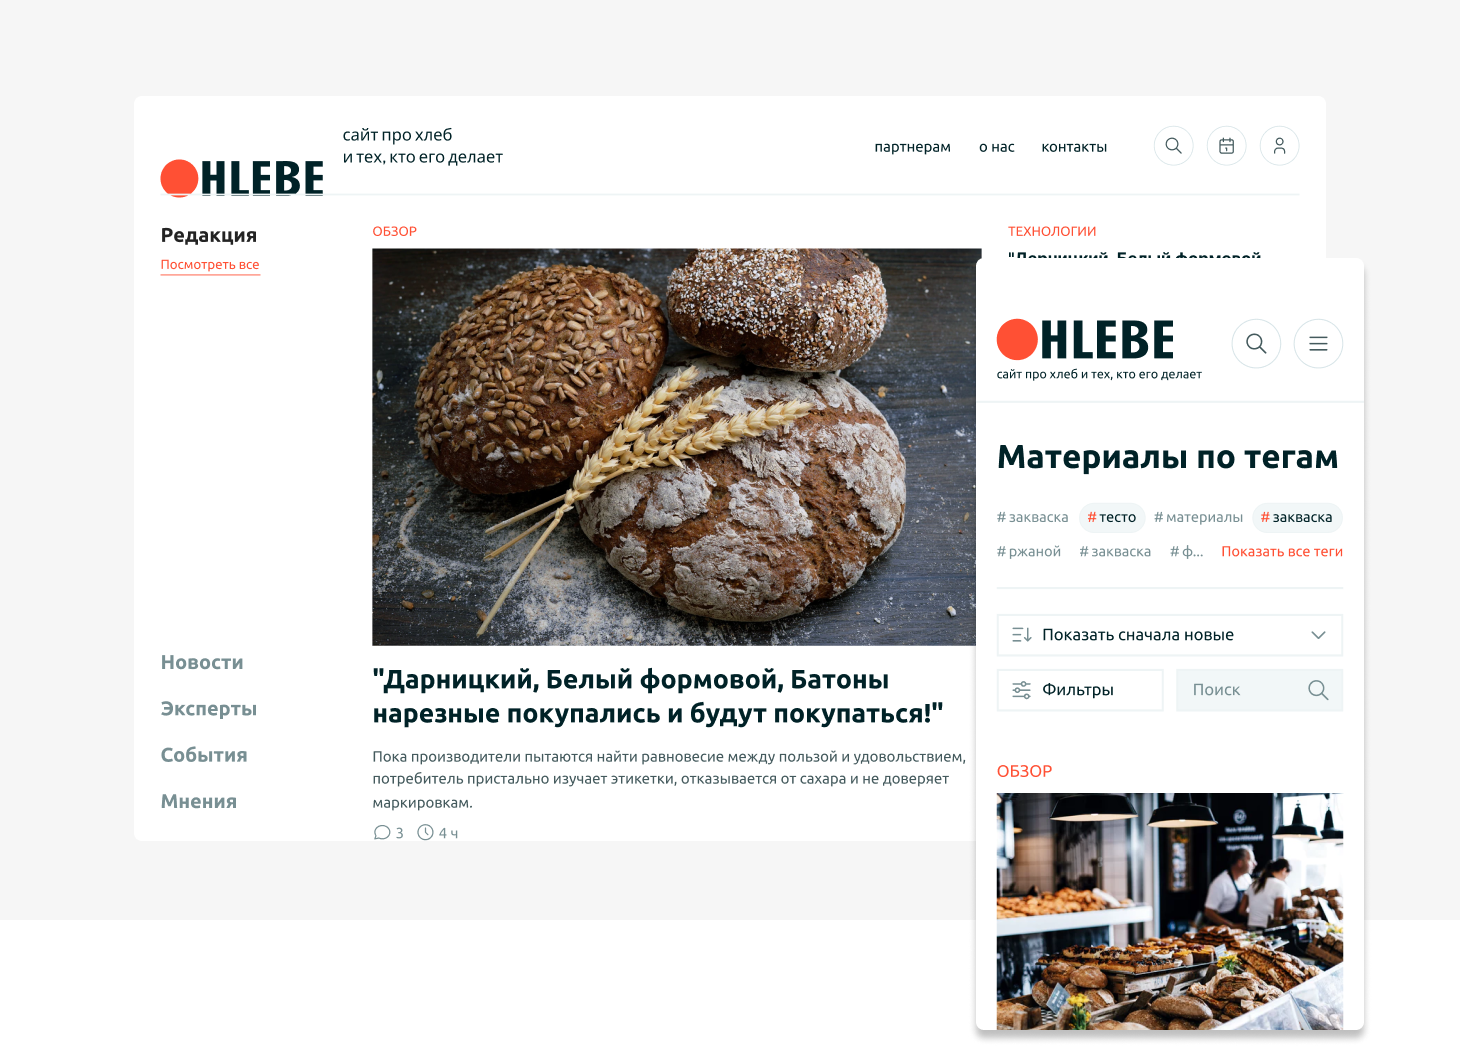 сайт про хлеб
и тех, кто его делает
партнерам о нас контакты
HLEBE
Редакция
Посмотреть все
Новости
Эксперты
События
Мнения
ОБЗОР
"Дарницкий, Белый формовой, Батоны
нарезные покупались и будут покупаться!"
Пока производители пытаются найти равновесие между пользой и удовольствием,
потребитель пристально изучает этикетки, отказывается от сахара и не доверяет
маркировкам.
3 4 ч
ТЕХНОЛОГИИ
"Дарницкий, Белый формовой,
HLEBE
сайт про хлеб и тех, кто его делает
Материалы по тегам
# закваска # тесто # материалы # закваска
# ржаной # закваска # ф... Показать все теги
Показать сначала новые
Фильтры Поиск
ОБЗОР